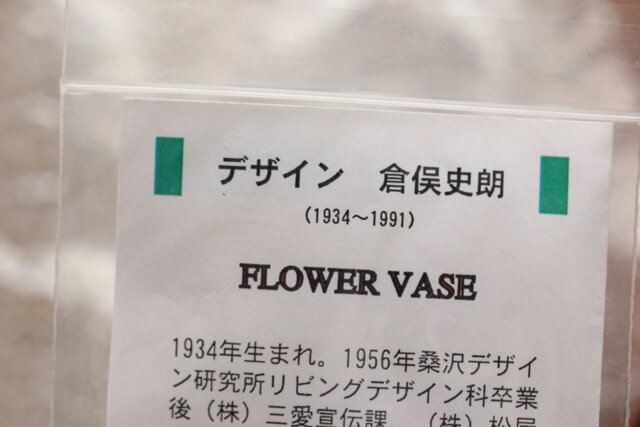 デザイン　倉俣史朗
(1934～1991)
FLOWER VASE
1934年生まれ。1956年桑沢デザイ
ン研究所リビングデザイン科卒業
後（株）三愛宣伝課、（株）松屋